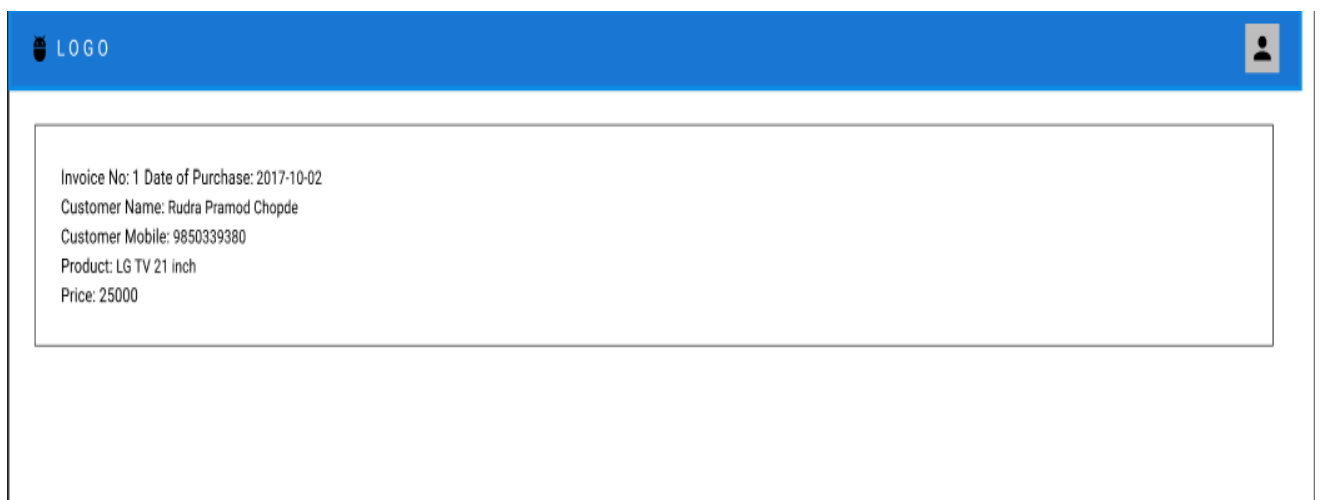 LOGO
Invoice No: 1 Date of Purchase: 2017-10-02
Customer Name: Rudra Pramod Chopde
Customer Mobile: 9850339380
Product: LG TV 21 inch
Price: 25000